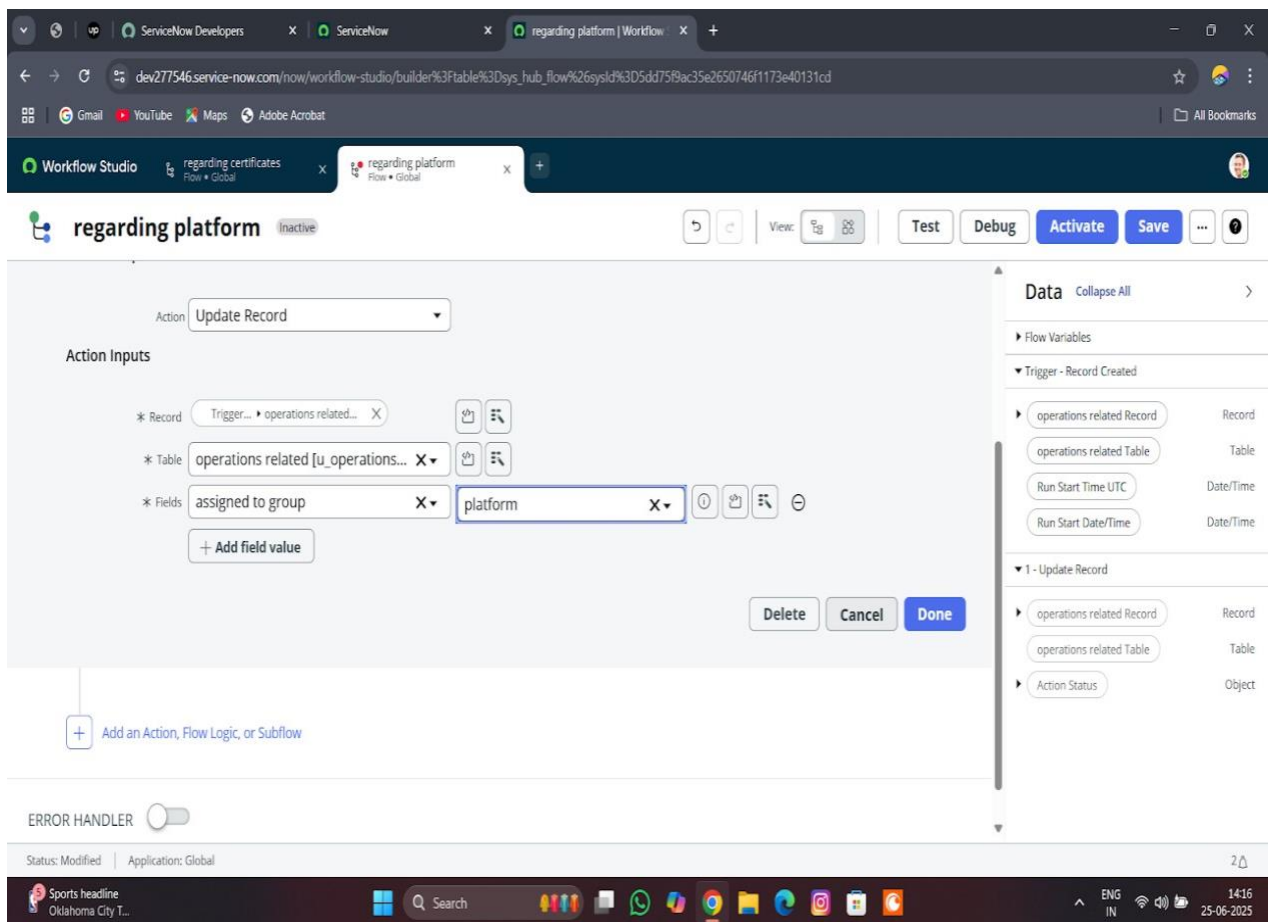 ServiceNow Developers
ServiceNow
regarding platform | Workflow
dev277546.service-now.com/now/workflow-studio/builder%3Ftable%3Dsys_hub_flow%26sysId%3D5dd75f9ac35e2650746f1173e40131cd
Gmail YouTube Maps Adobe Acrobat All Bookmarks
Workflow Studio
regarding certificates
Flow • Global
regarding platform
Flow • Global
regarding platform Inactive View: Test Debug Activate Save
Action Update Record
Action Inputs
* Record Trigger... ▸ operations related...
* Table operations related [u_operations...
* Fields assigned to group platform
+ Add field value
Delete Cancel Done
Add an Action, Flow Logic, or Subflow
ERROR HANDLER
Data Collapse All
Flow Variables
Trigger - Record Created
operations related Record Record
operations related Table Table
Run Start Time UTC Date/Time
Run Start Date/Time Date/Time
1 - Update Record
operations related Record Record
operations related Table Table
Action Status Object
Status: Modified Application: Global 2
5
Sports headline
Oklahoma City T...
Search
ENG
IN
14:16
25-06-2025